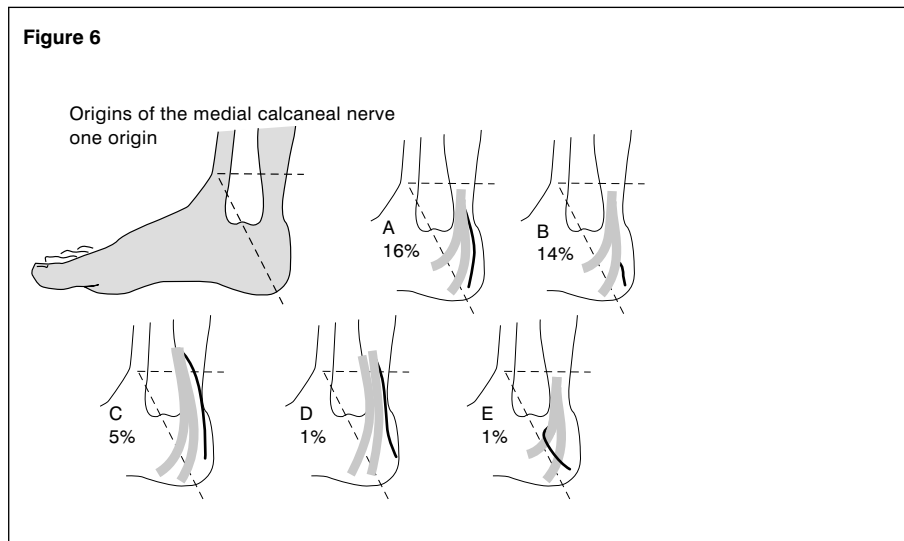 Figure 6
Origins of the medial calcaneal nerve
one origin
A
16%
B
14%
C
5%
D
1%
E
1%